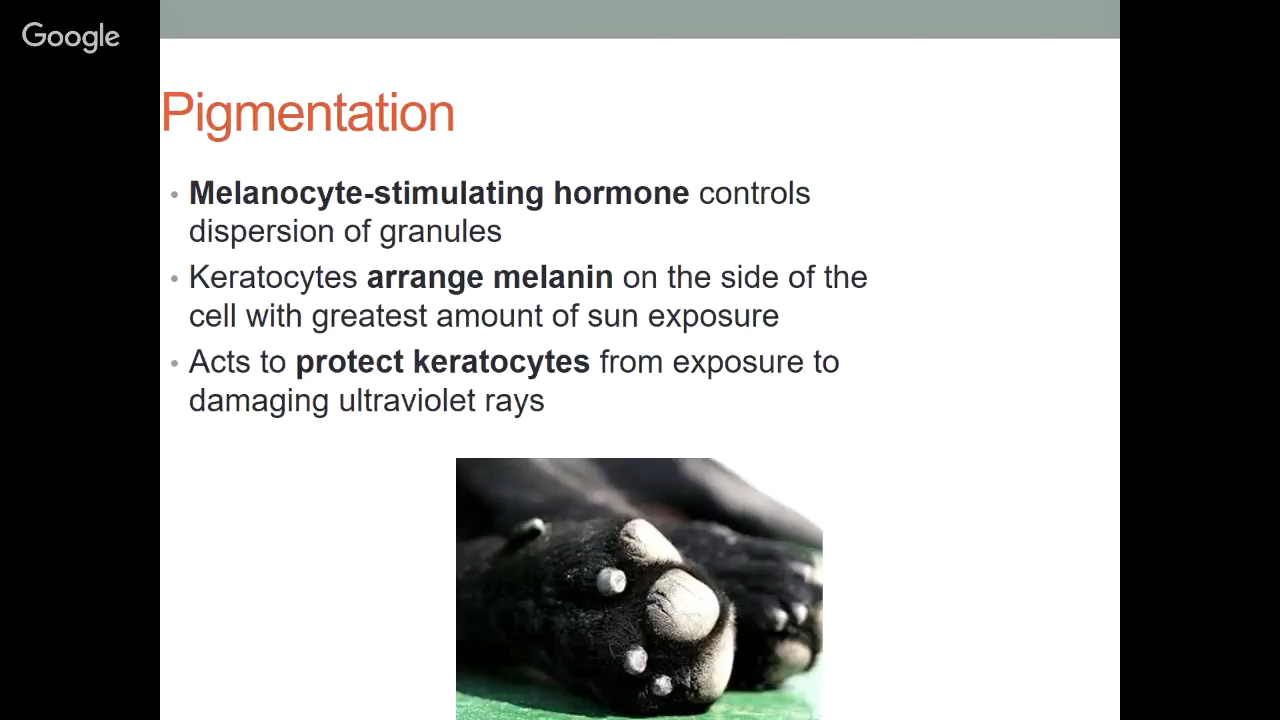 Google
Pigmentation
• Melanocyte-stimulating hormone controls
dispersion of granules
• Keratocytes arrange melanin on the side of the
cell with greatest amount of sun exposure
• Acts to protect keratocytes from exposure to
damaging ultraviolet rays